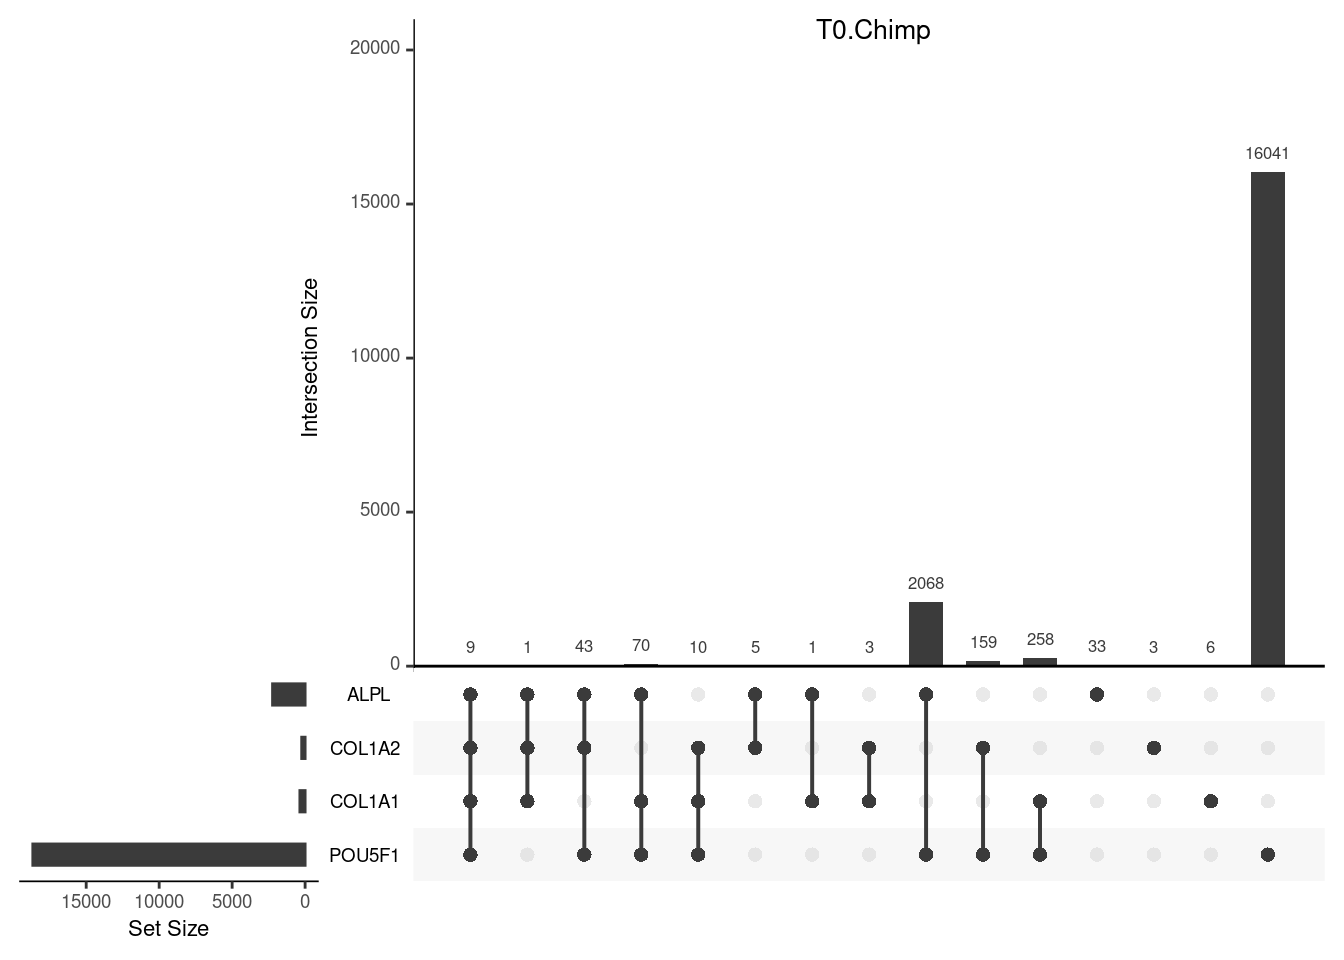 T0.Chimp
20000
15000
10000
5000
0
Intersection Size
9 1 43 70 10 5 1 3 2068 159 258 33 3 6 16041
ALPL
COL1A2
COL1A1
POU5F1
15000 10000 5000 0
Set Size